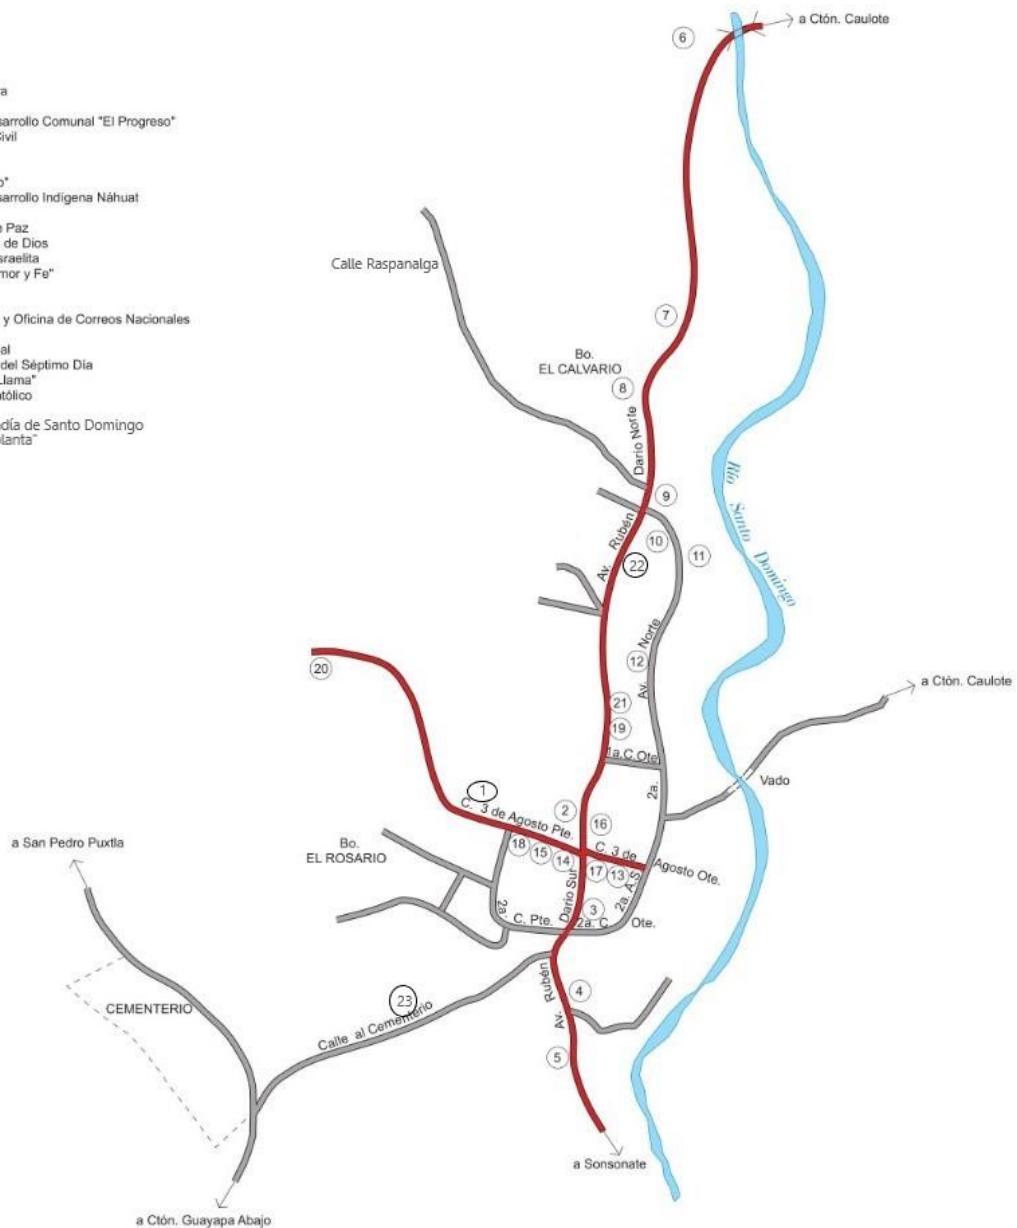 a Ctón. Caulote
6
ra
sarrollo Comunal "El Progreso"
Civil
o"
sarrollo Indígena Náhuat
e Paz
de Dios
sraelita
mor y Fe"
Calle Raspanalga
y Oficina de Correos Nacionales
7
al
del Séptimo Día
Llama"
atólico
Bo.
EL CALVARIO
8
día de Santo Domingo
planta"
Av. Rubén Dario Norte
Río Santo Domingo
9
10
11
22
12
2a. Av. Norte
20
a Ctón. Caulote
21
19
1a.C.Ote
Vado
1
C. 3 de Agosto Pte.
2
16
a San Pedro Puxtla
Bo.
EL ROSARIO
18
15
14
17
13
C. 3 de Agosto Ote.
2a. A.S
3
2a. C. Pte.
2a. C. Ote.
Av. Rubén Dario Sur
4
CEMENTERIO
23
Calle al Cementerio
5
a Sonsonate
a Ctón. Guayapa Abajo